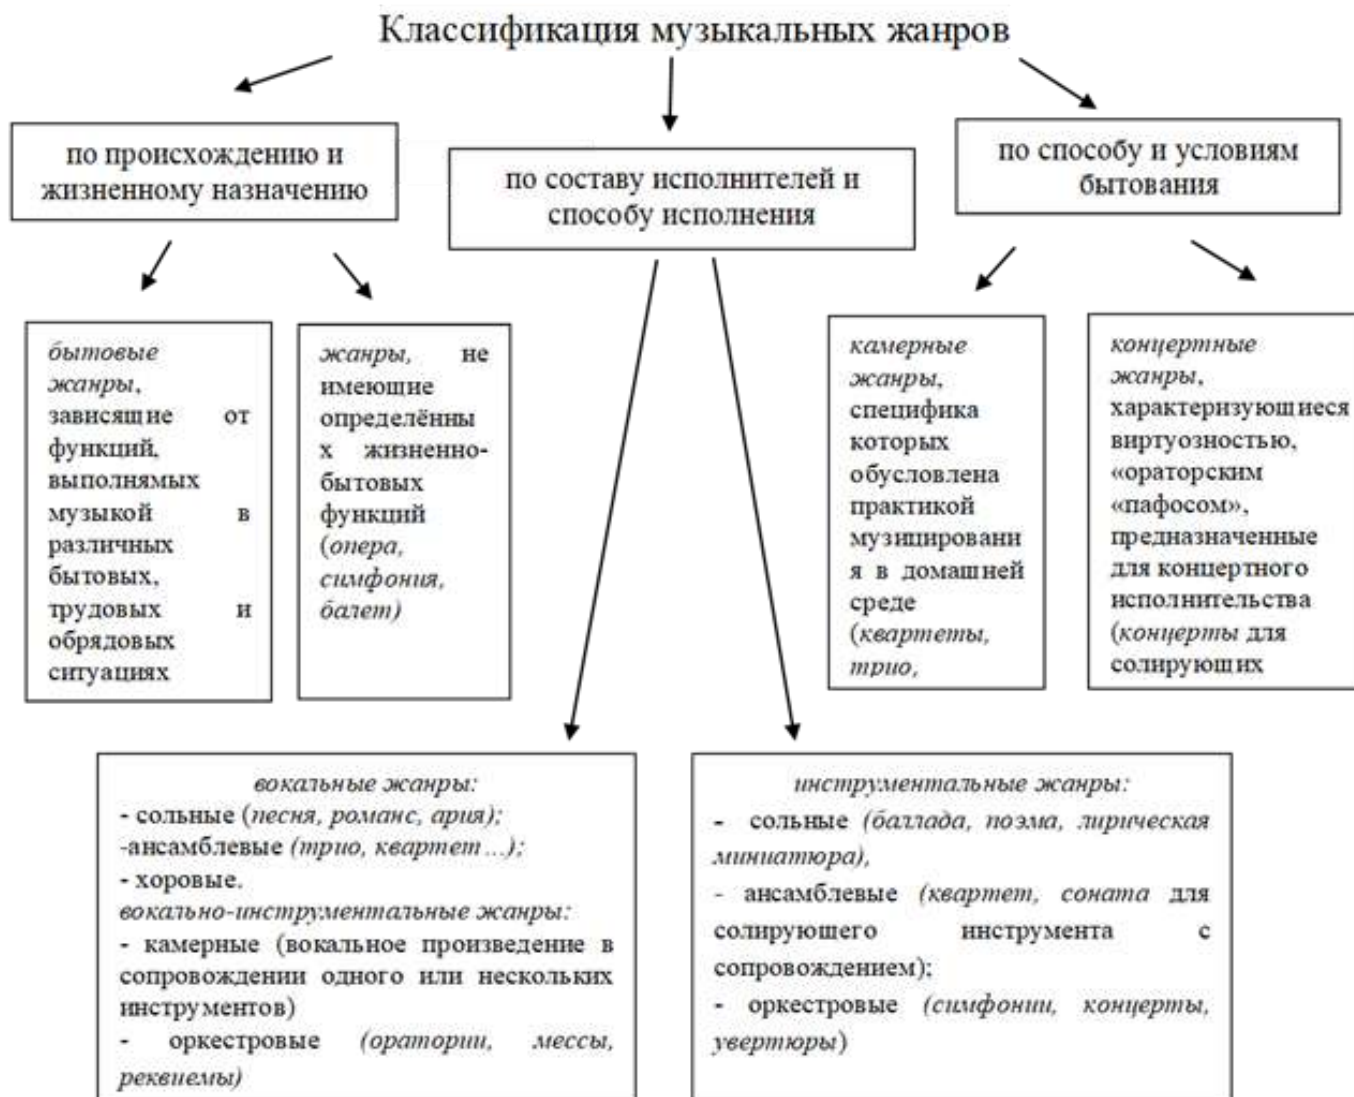 Классификация музыкальных жанров
по происхождению и
жизненному назначению
по составу исполнителей и
способу исполнения
по способу и условиям
бытования
бытовые
жанры,
зависящие от
функций,
выполнямых
музыкой в
различных
бытовых,
трудовых и
обрядовых
ситуациях
жанры, не
имеющие
определённы
х жизненно-
бытовых
функций
(опера,
симфония,
балет)
камерные
жанры,
специфика
которых
обусловлена
практикой
музицировани
я в домашней
среде
(квартеты,
трио,
концертные
жанры,
характеризующиеся
виртуозностью,
«ораторским
«пафосом»,
предназначенные
для концертного
исполнительства
(концерты для
солирующих
вокальные жанры:
- сольные (песня, романс, ария);
-ансамблевые (трио, квартет...);
- хоровые.
вокально-инструментальные жанры:
- камерные (вокальное произведение в
сопровождении одного или нескольких
инструментов)
- оркестровые (оратории, мессы,
реквиемы)
инструментальные жанры:
- сольные (баллада, поэма, лирическая
миниатюра),
- ансамблевые (квартет, соната для
солирующего инструмента с
сопровождением);
- оркестровые (симфонии, концерты,
увертюры)